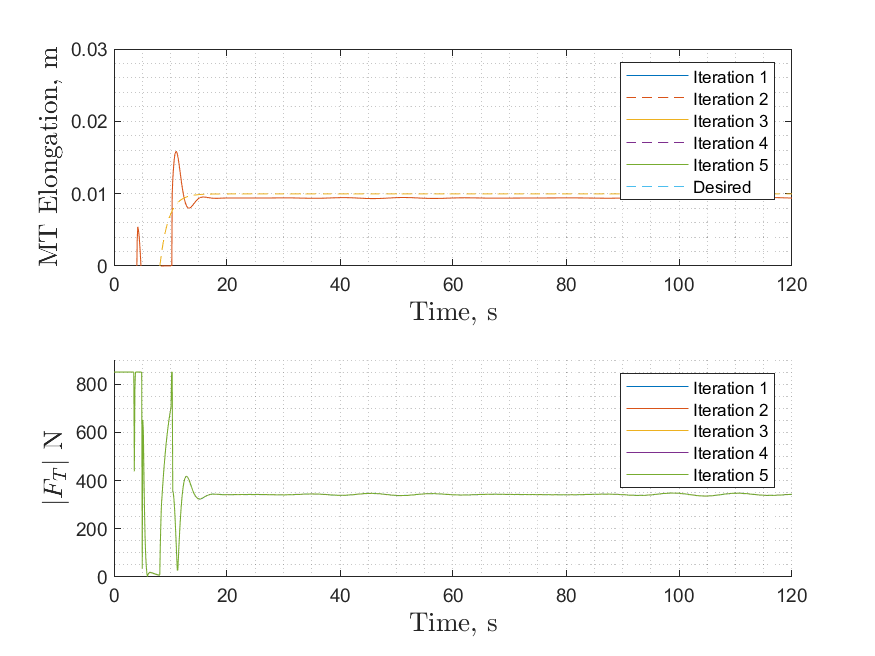 MT Elongation, m
0.03
0.02
0.01
0
Iteration 1
Iteration 2
Iteration 3
Iteration 4
Iteration 5
Desired
0 20 40 60 80 100 120
Time, s
|F_T| N
800
600
400
200
0
Iteration 1
Iteration 2
Iteration 3
Iteration 4
Iteration 5
0 20 40 60 80 100 120
Time, s